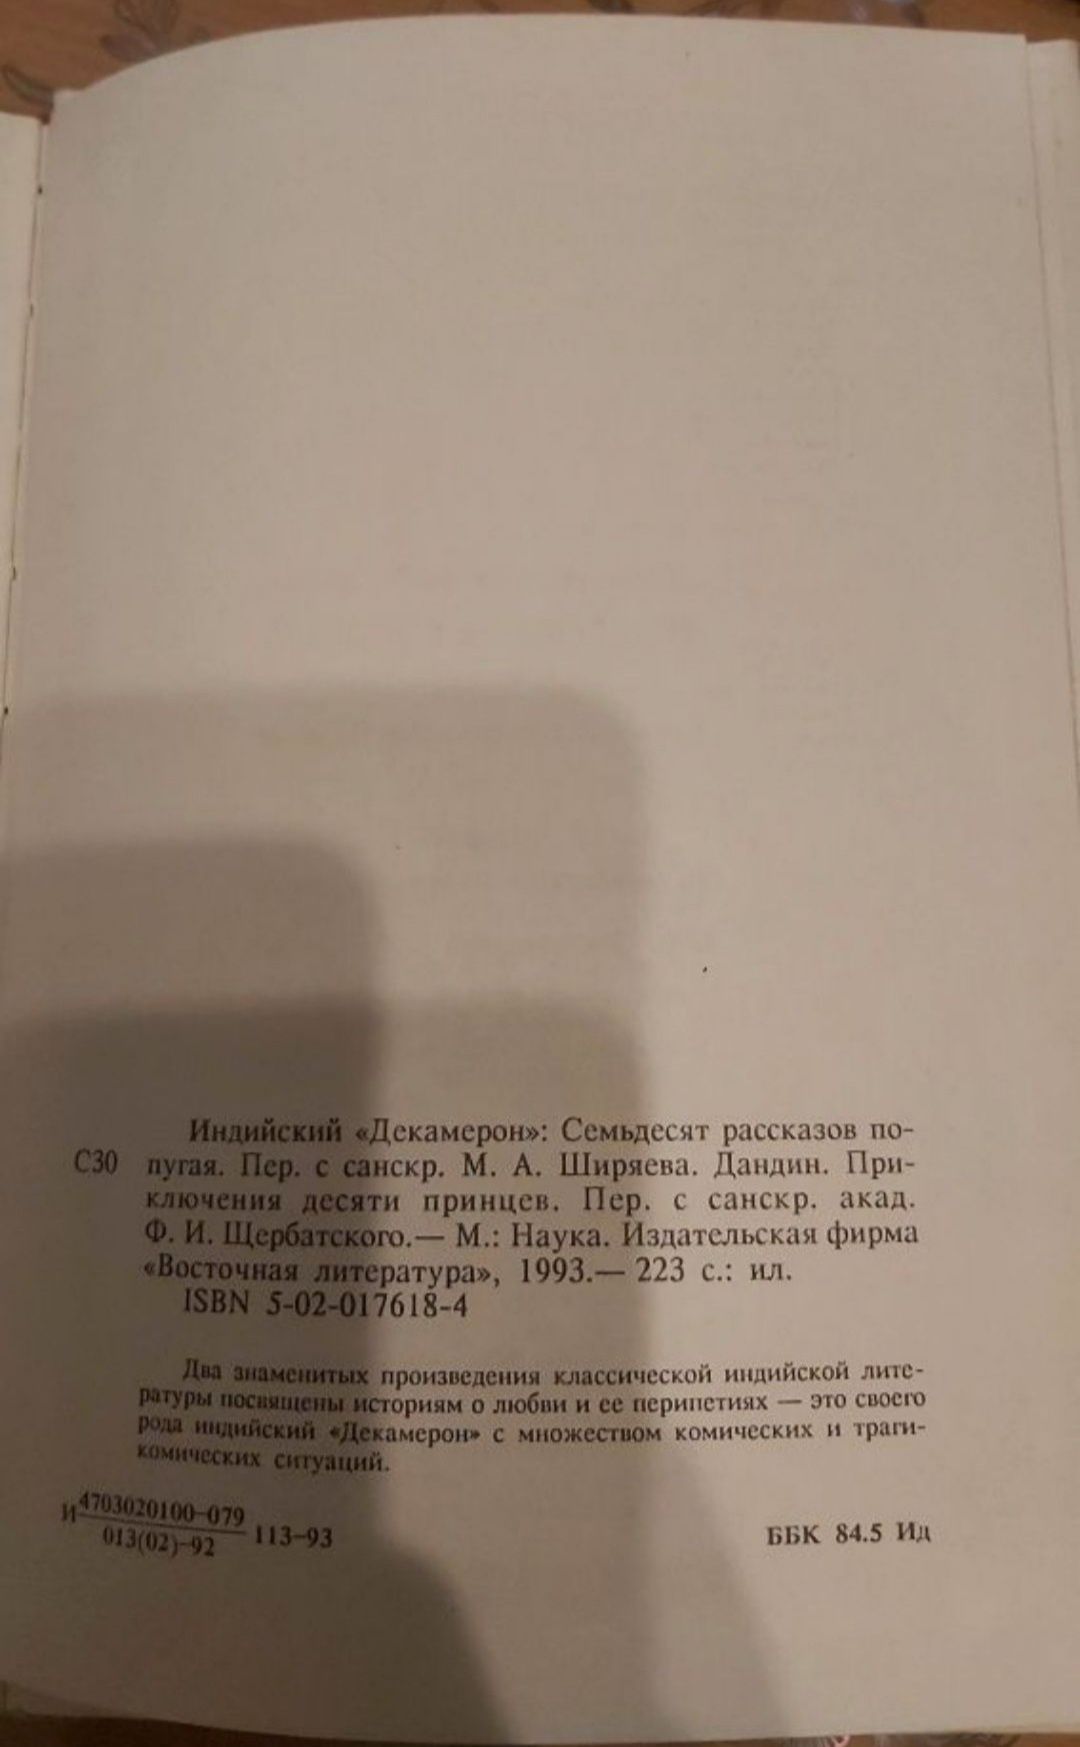 Индийский «Декамерон»: Семьдесят рассказов по-
С30 пугая. Пер. с санскр. М. А. Ширяева. Дандин. При-
ключения десяти принцев. Пер. с санскр. акад.
Ф. И. Щербатского.— М.: Наука. Издательская фирма
«Восточная литература», 1993.— 223 с.: ил.
ISBN 5-02-017618-4
Два знаменитых произведения классической индийской лите-
ратуры посвящены историям о любви и ее перипетиях — это своего
рода индийский «Декамерон» с множеством комических и траги-
комических ситуаций.
И 4703020100-079
013(02)-92 113-93
ББК 84.5 Ид